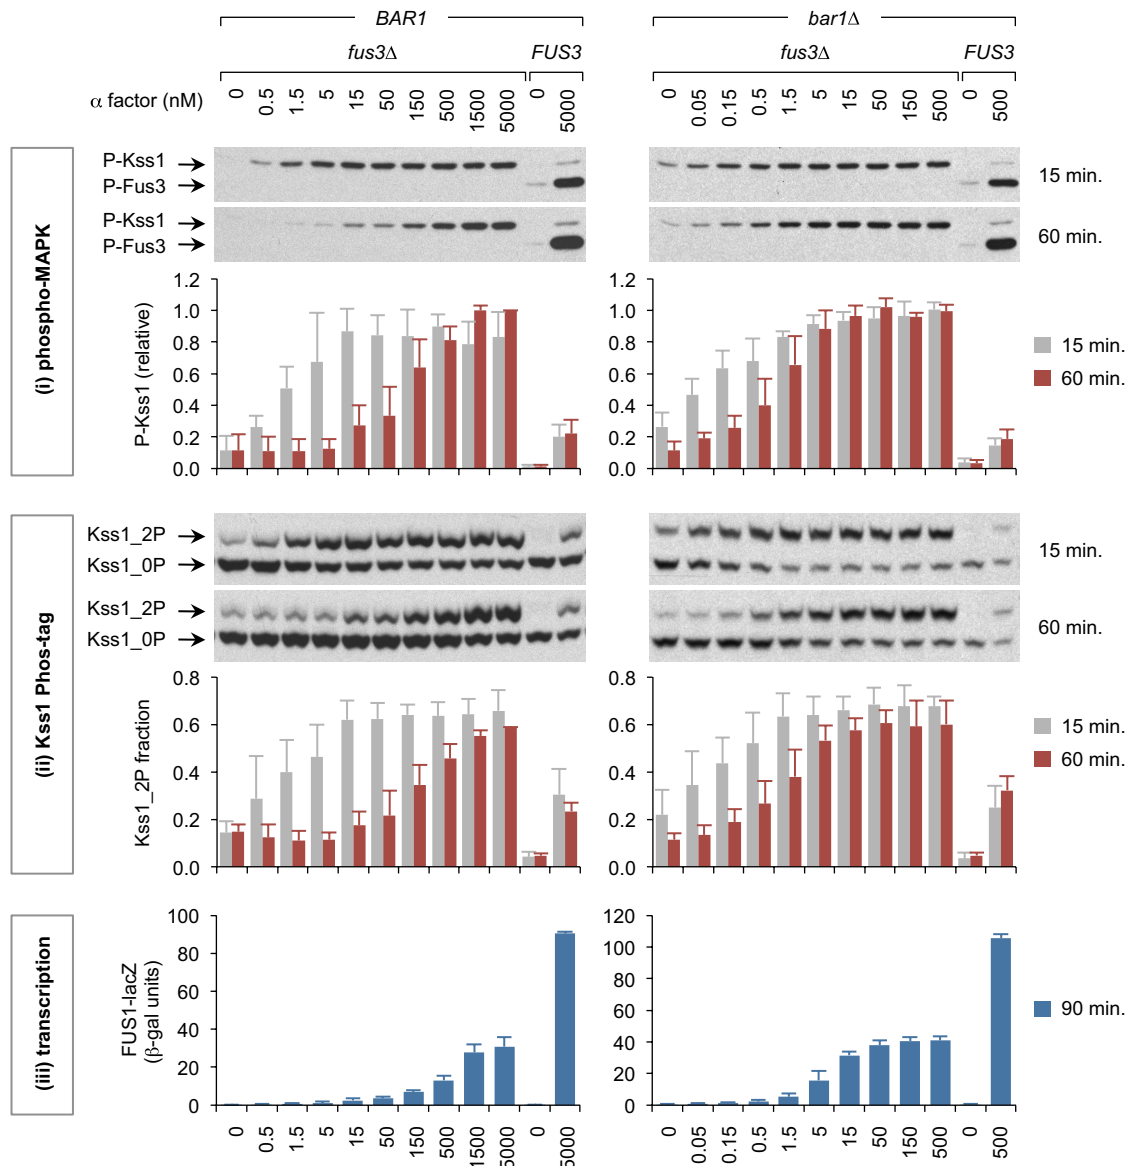 BAR1 bar1Δ
fus3Δ FUS3 fus3Δ FUS3
α factor (nM) 0 0.5 1.5 5 15 50 150 500 1500 5000 0 5000 0 0.05 0.15 0.5 1.5 5 15 50 150 500 0 5000
(i) phospho-MAPK
P-Kss1
P-Fus3
15 min.
P-Kss1
P-Fus3
60 min.
P-Kss1 (relative)
1.2
1.0
0.8
0.6
0.4
0.2
0.0
1.2
1.0
0.8
0.6
0.4
0.2
0.0
15 min.
60 min.
(ii) Kss1 Phos-tag
Kss1_2P
Kss1_0P
15 min.
Kss1_2P
Kss1_0P
60 min.
Kss1_2P fraction
0.8
0.6
0.4
0.2
0.0
0.8
0.6
0.4
0.2
0.0
15 min.
60 min.
(iii) transcription
FUS1-lacZ
(β-gal units)
100
80
60
40
20
0
120
100
80
60
40
20
0
90 min.
0 0.5 1.5 5 15 50 150 500 1500 5000 0 5000 0 0.05 0.15 0.5 1.5 5 15 50 150 500 0 500